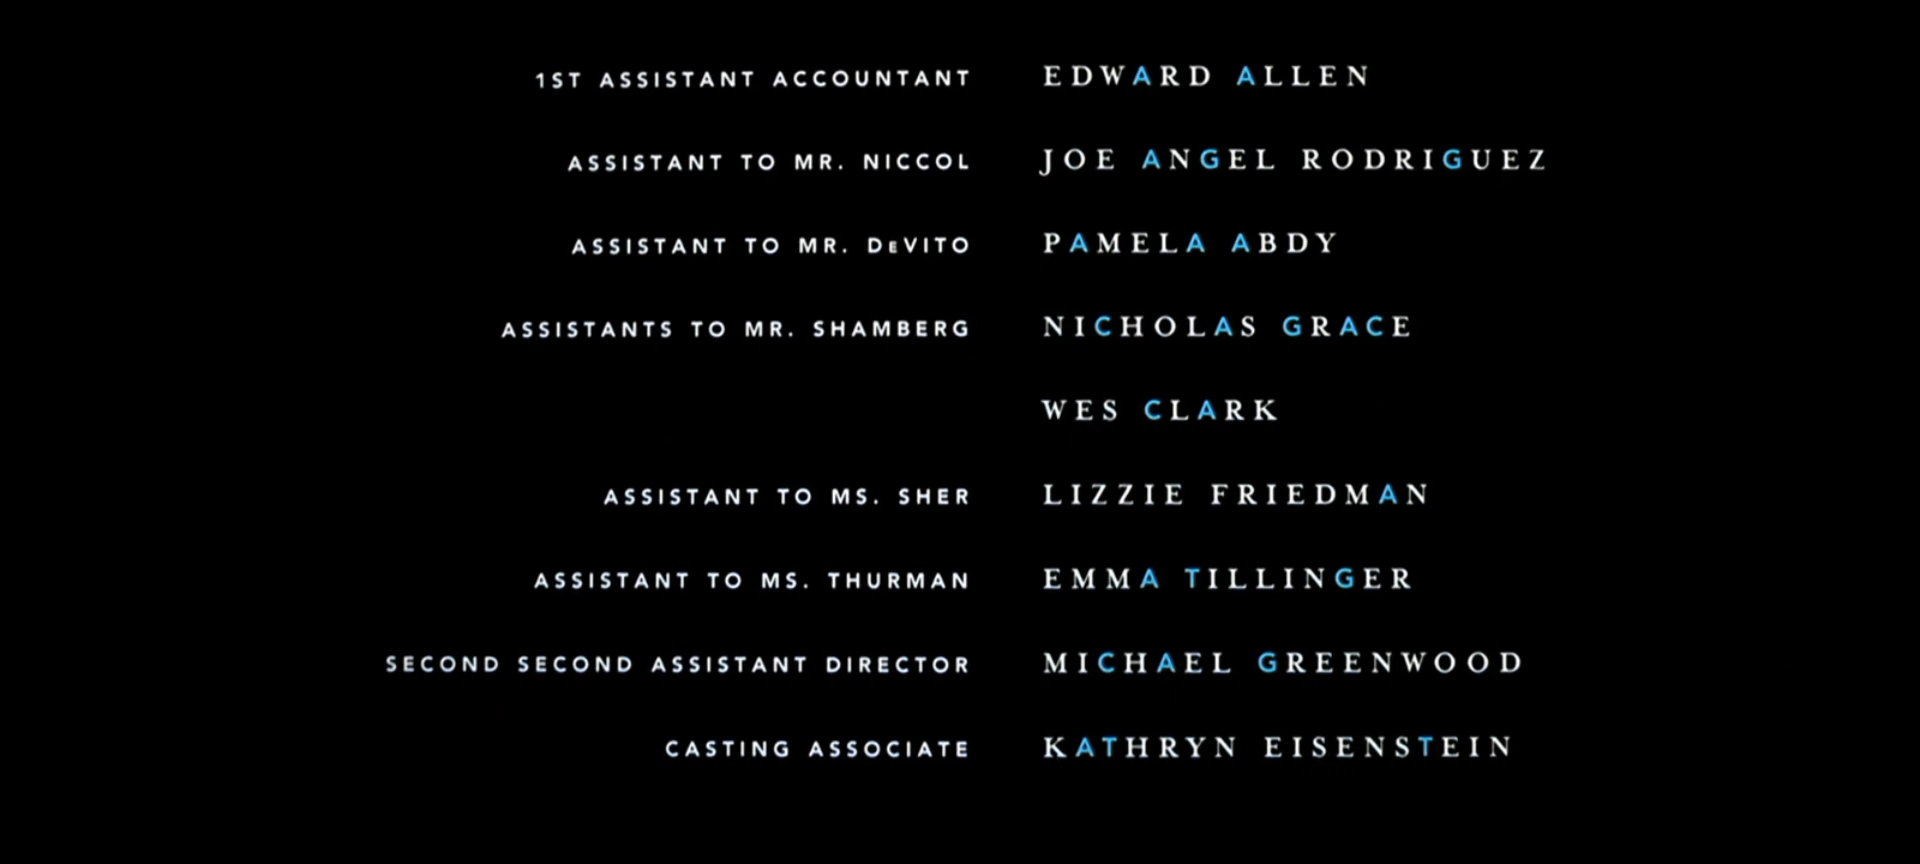 1ST ASSISTANT ACCOUNTANT EDWARD ALLEN
ASSISTANT TO MR. NICCOL JOE ANGEL RODRIGUEZ
ASSISTANT TO MR. DeVITO PAMELA ABDY
ASSISTANTS TO MR. SHAMBERG NICHOLAS GRACE
WES CLARK
ASSISTANT TO MS. SHER LIZZIE FRIEDMAN
ASSISTANT TO MS. THURMAN EMMA TILLINGER
SECOND SECOND ASSISTANT DIRECTOR MICHAEL GREENWOOD
CASTING ASSOCIATE KATHRYN EISENSTEIN